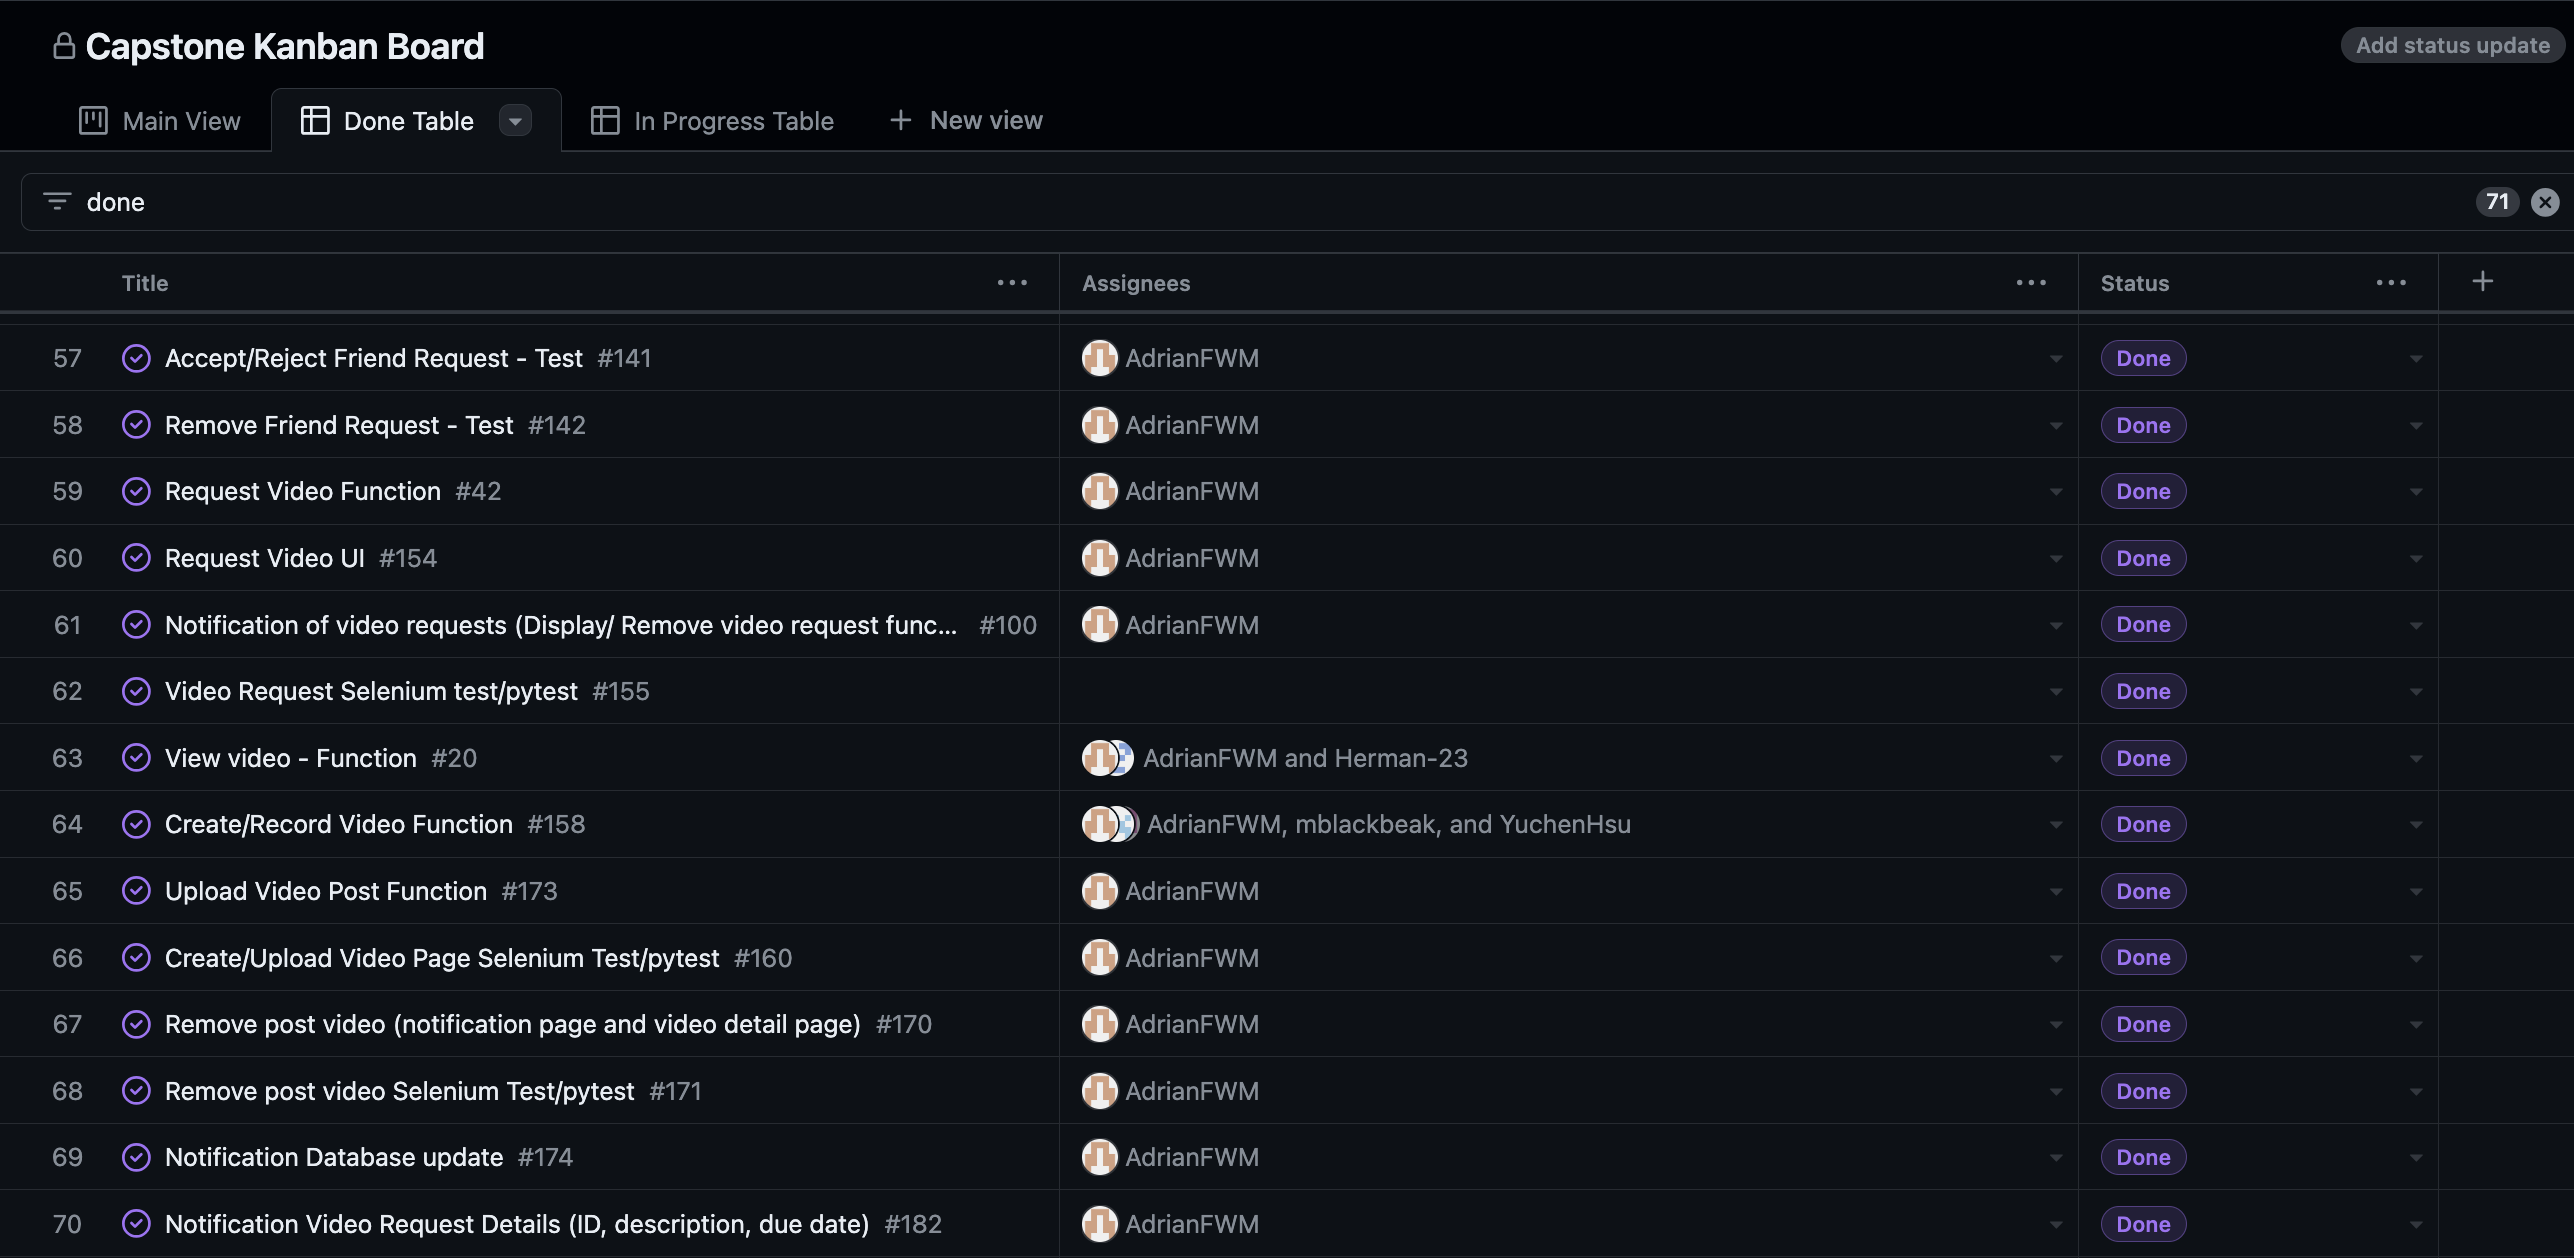 Capstone Kanban Board
Add status update
Main View
Done Table
In Progress Table
New view
done
71
Title
Assignees
Status
57 Accept/Reject Friend Request - Test #141 AdrianFWM Done
58 Remove Friend Request - Test #142 AdrianFWM Done
59 Request Video Function #42 AdrianFWM Done
60 Request Video UI #154 AdrianFWM Done
61 Notification of video requests (Display/ Remove video request func... #100 AdrianFWM Done
62 Video Request Selenium test/pytest #155 Done
63 View video - Function #20 AdrianFWM and Herman-23 Done
64 Create/Record Video Function #158 AdrianFWM, mblackbeak, and YuchenHsu Done
65 Upload Video Post Function #173 AdrianFWM Done
66 Create/Upload Video Page Selenium Test/pytest #160 AdrianFWM Done
67 Remove post video (notification page and video detail page) #170 AdrianFWM Done
68 Remove post video Selenium Test/pytest #171 AdrianFWM Done
69 Notification Database update #174 AdrianFWM Done
70 Notification Video Request Details (ID, description, due date) #182 AdrianFWM Done